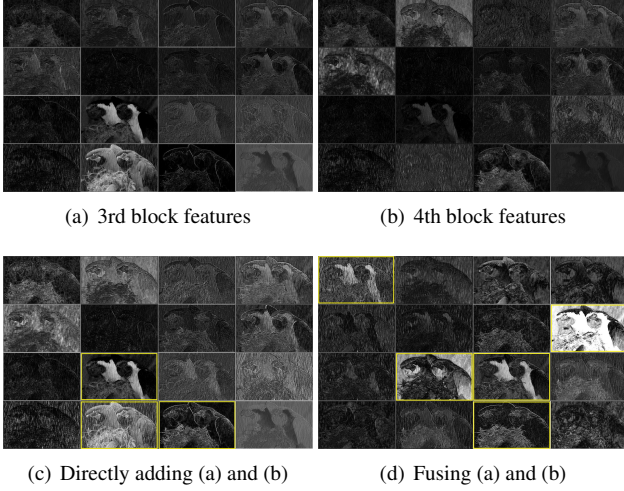 (a) 3rd block features
(b) 4th block features
(c) Directly adding (a) and (b)
(d) Fusing (a) and (b)